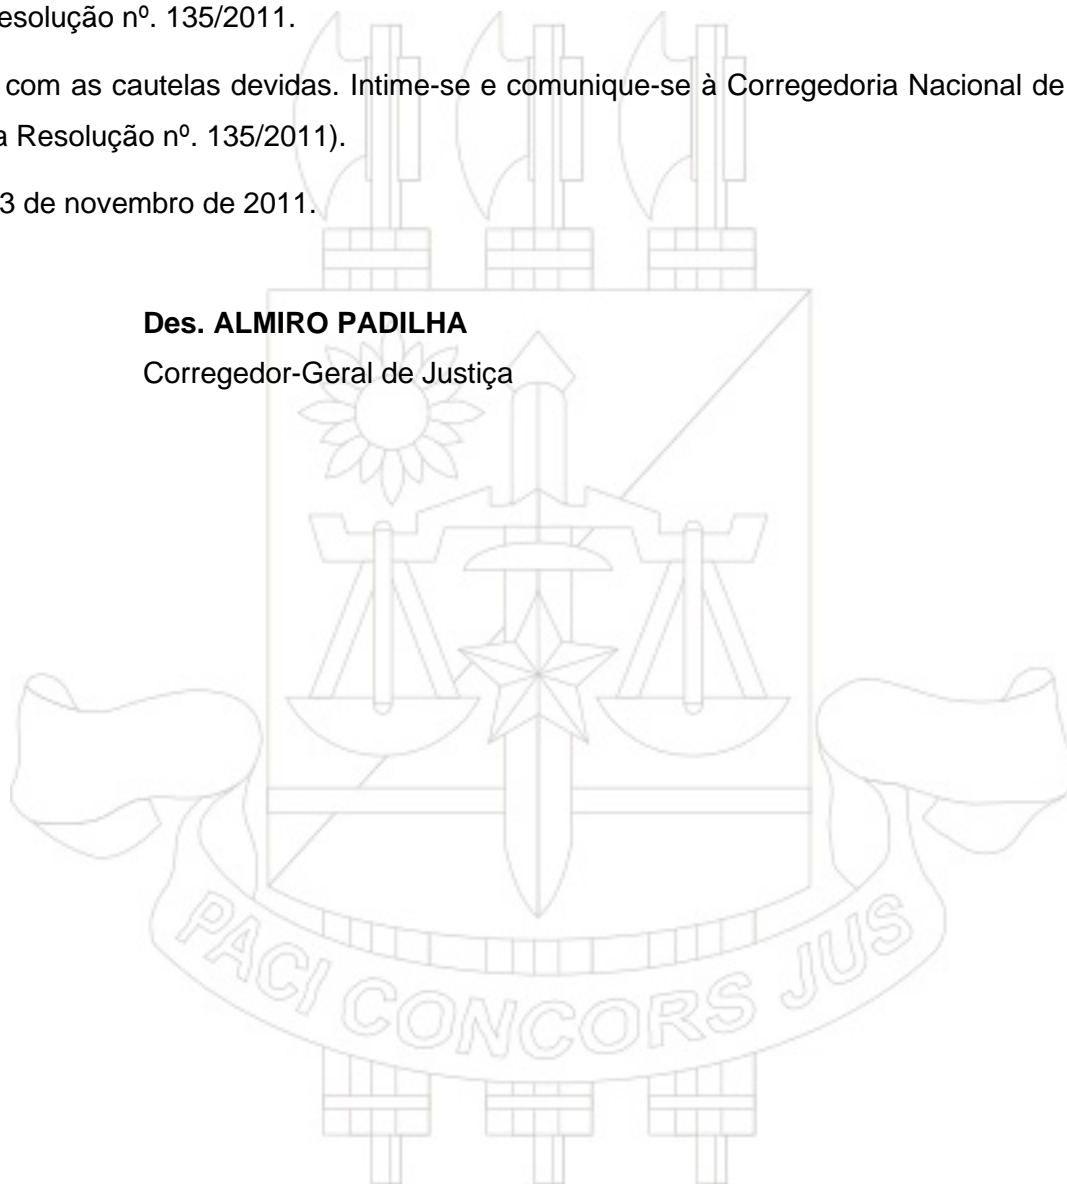 esolução nº. 135/2011.
com as cautelas devidas. Intime-se e comunique-se à Corregedoria Nacional de
a Resolução nº. 135/2011).
3 de novembro de 2011.
Des. ALMIRO PADILHA
Corregedor-Geral de Justiça
PACI CONCORS JUS